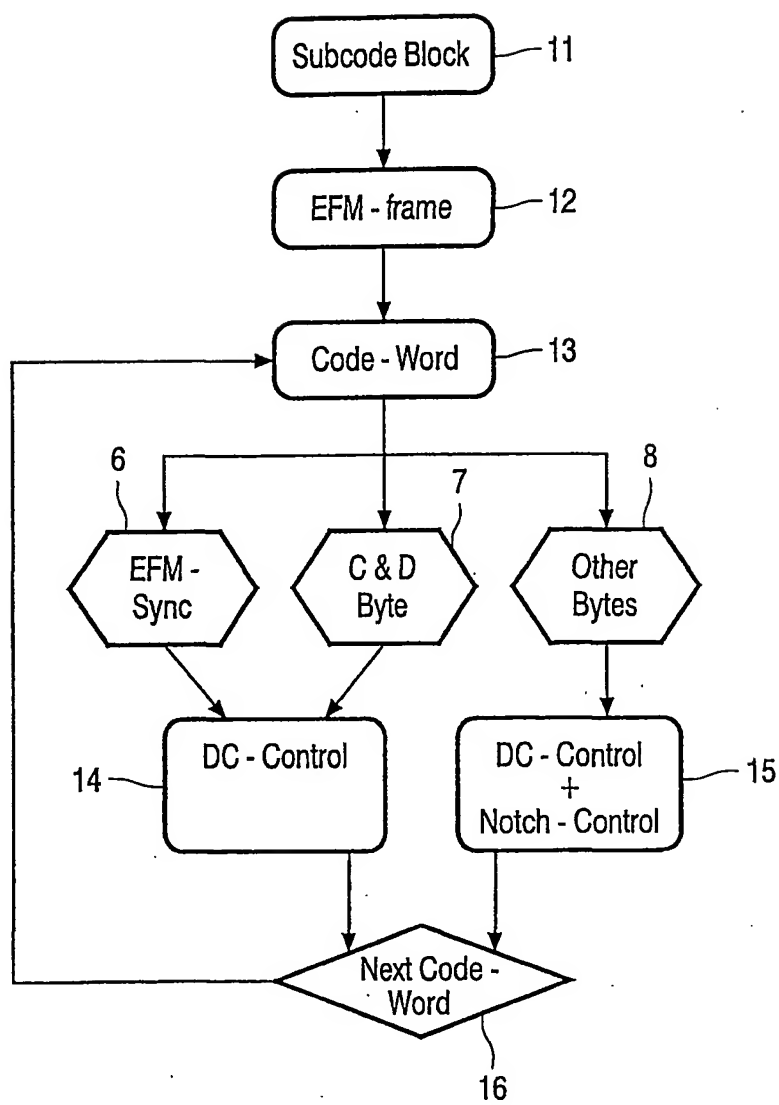 Subcode Block
11
EFM - frame
12
Code - Word
13
6
7
8
EFM -
Sync
C & D
Byte
Other
Bytes
14
DC - Control
DC - Control
+
Notch - Control
15
Next Code -
Word
16